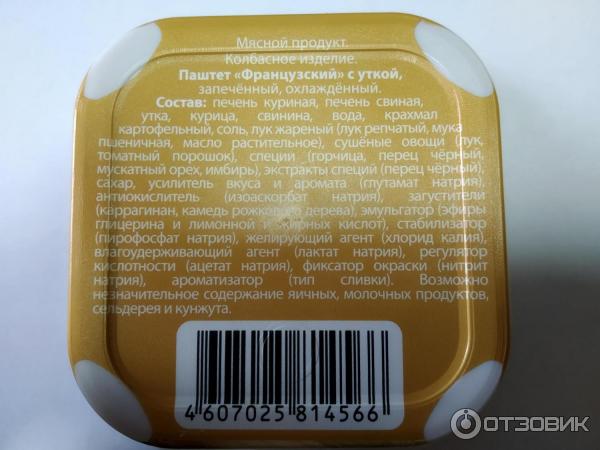 Мясной продукт.
Колбасное изделие.
Паштет «Французский» с уткой,
запечённый, охлаждённый.
Состав: печень куриная, печень свиная,
утка, курица, свинина, вода, крахмал
картофельный, соль, лук жареный (лук репчатый, мука
пшеничная, масло растительное), сушёные овощи (лук,
томатный порошок), специи (горчица, перец чёрный,
мускатный орех, имбирь), экстракты специй (перец чёрный),
сахар, усилитель вкуса и аромата (глутамат натрия),
антиокислитель (изоаскорбат натрия), загустители
(каррагинан, камедь рожкового дерева), эмульгатор (эфиры
глицерина и лимонной и жирных кислот), стабилизатор
(пирофосфат натрия), желирующий агент (хлорид калия),
влагоудерживающий агент (лактат натрия), регулятор
кислотности (ацетат натрия), фиксатор окраски (нитрит
натрия), ароматизатор (тип сливки). Возможно
незначительное содержание яичных, молочных продуктов,
сельдерея и кунжута.
4 607025 814566
ОТЗОВИК